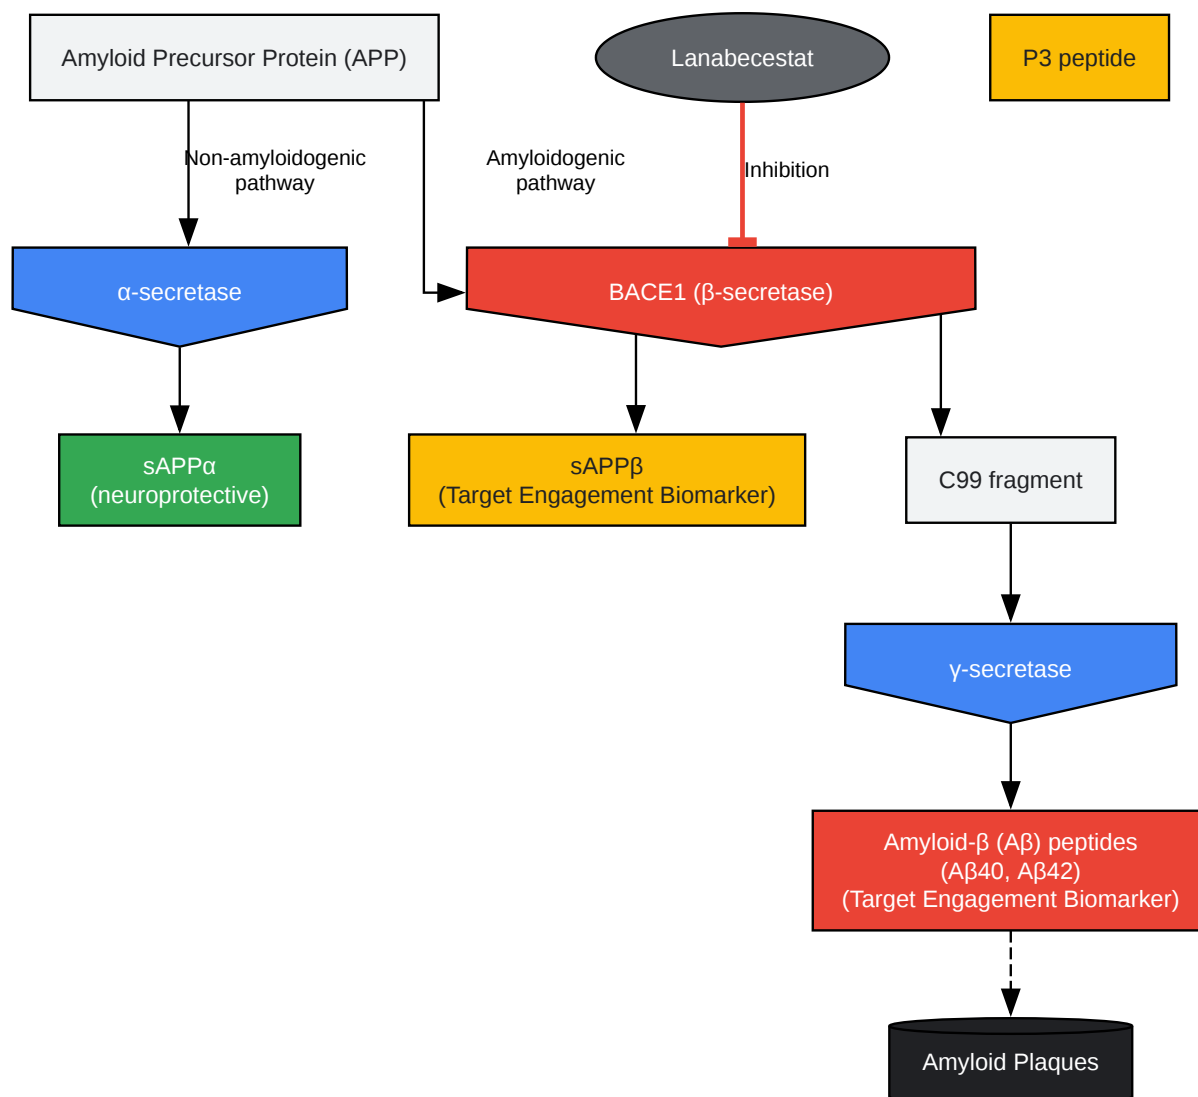 Amyloid Precursor Protein (APP)
Lanabecestat
P3 peptide
Non-amyloidogenic
pathway
Amyloidogenic
pathway
Inhibition
α-secretase
BACE1 (β-secretase)
sAPPα
(neuroprotective)
sAPPβ
(Target Engagement Biomarker)
C99 fragment
γ-secretase
Amyloid-β (Aβ) peptides
(Aβ40, Aβ42)
(Target Engagement Biomarker)
Amyloid Plaques